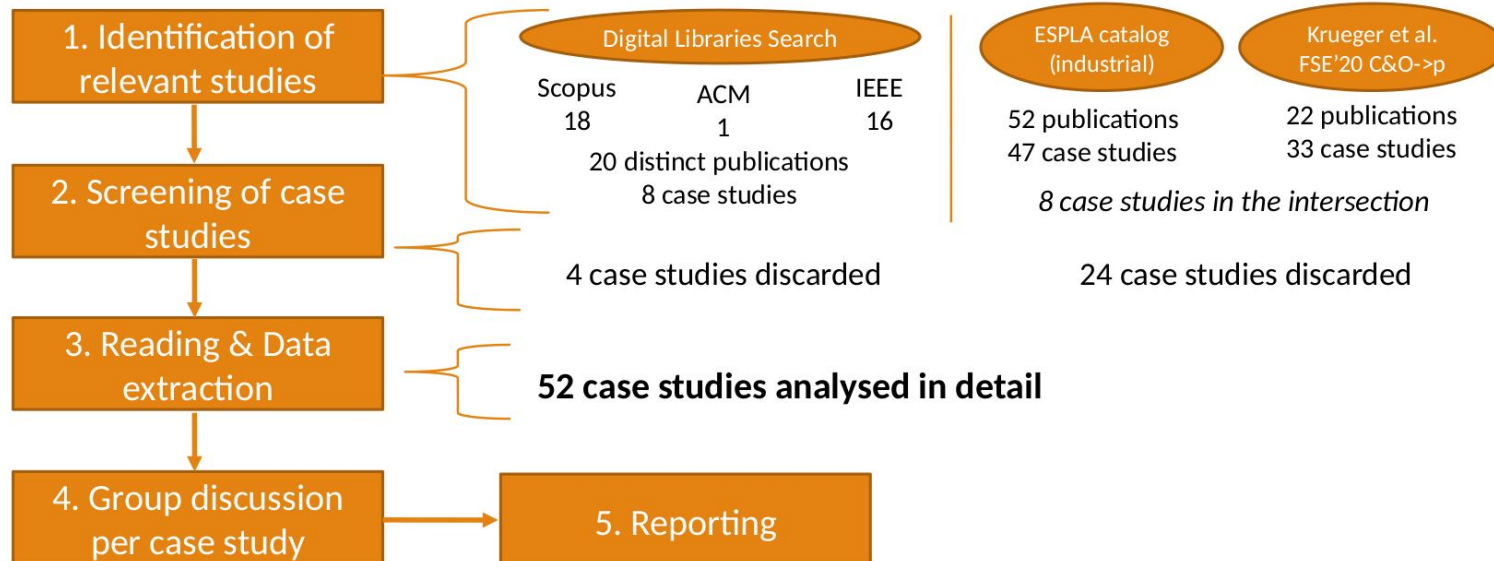 1. Identification of
relevant studies
Digital Libraries Search
Scopus
18
ACM
1
IEEE
16
20 distinct publications
8 case studies
ESPLA catalog
(industrial)
52 publications
47 case studies
Krueger et al.
FSE’20 C&O->p
22 publications
33 case studies
8 case studies in the intersection
2. Screening of case
studies
4 case studies discarded
24 case studies discarded
3. Reading & Data
extraction
52 case studies analysed in detail
4. Group discussion
per case study
5. Reporting